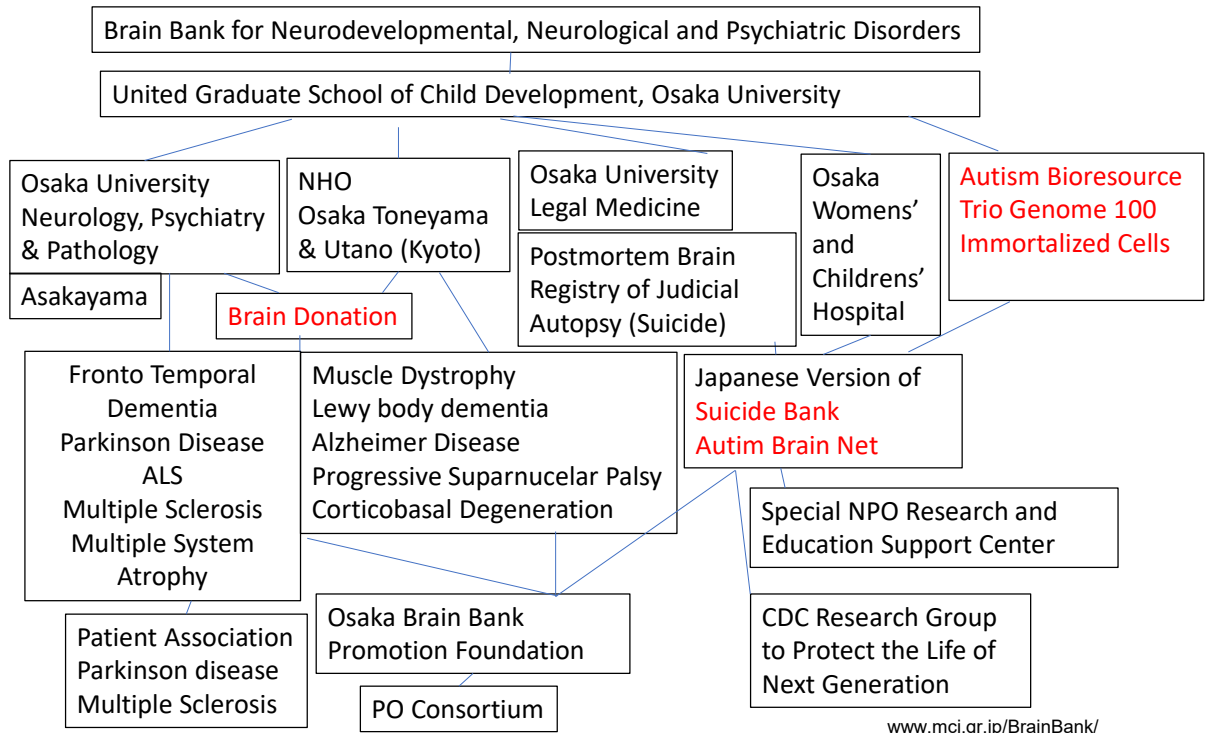 Brain Bank for Neurodevelopmental, Neurological and Psychiatric Disorders
United Graduate School of Child Development, Osaka University
Osaka University
Neurology, Psychiatry
& Pathology
Asakayama
NHO
Osaka Toneyama
& Utano (Kyoto)
Brain Donation
Osaka University
Legal Medicine
Postmortem Brain
Registry of Judicial
Autopsy (Suicide)
Osaka
Womens’
and
Childrens’
Hospital
Autism Bioresource
Trio Genome 100
Immortalized Cells
Fronto Temporal
Dementia
Parkinson Disease
ALS
Multiple Sclerosis
Multiple System
Atrophy
Muscle Dystrophy
Lewy body dementia
Alzheimer Disease
Progressive Suparnucelar Palsy
Corticobasal Degeneration
Japanese Version of
Suicide Bank
Autim Brain Net
Special NPO Research and
Education Support Center
Patient Association
Parkinson disease
Multiple Sclerosis
Osaka Brain Bank
Promotion Foundation
PO Consortium
CDC Research Group
to Protect the Life of
Next Generation
www.mci.gr.jp/BrainBank/